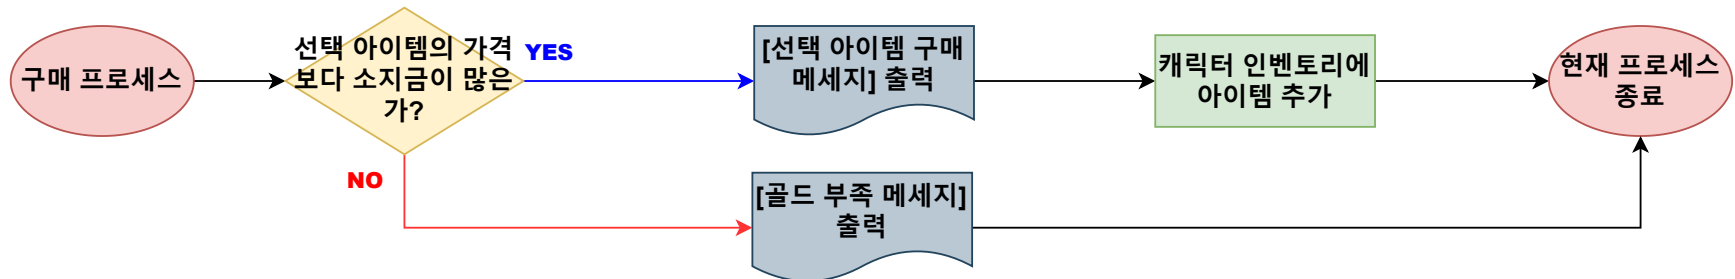 구매 프로세스
선택 아이템의 가격
보다 소지금이 많은
가?
YES
[선택 아이템 구매
메세지] 출력
캐릭터 인벤토리에
아이템 추가
현재 프로세스
종료
NO
[골드 부족 메세지]
출력